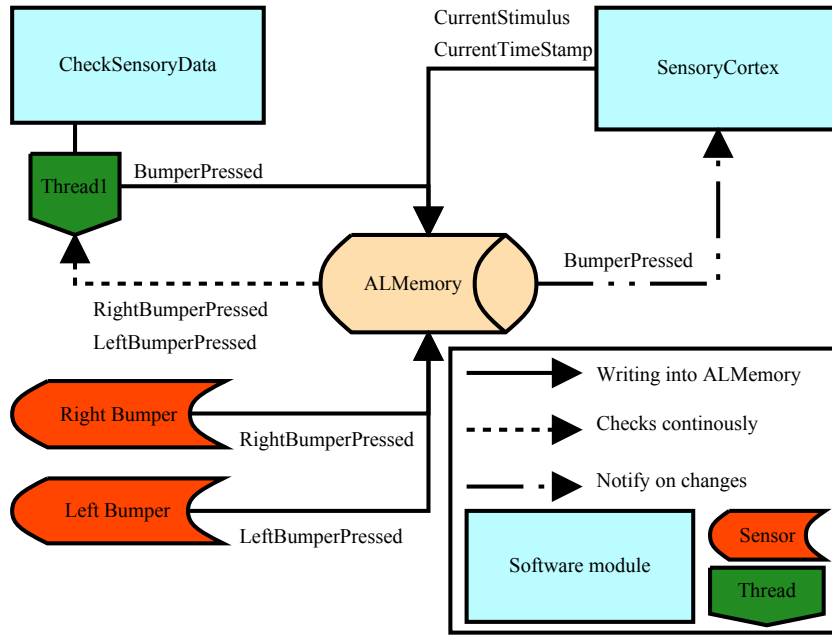 CurrentStimulus
CurrentTimeStamp
CheckSensoryData
SensoryCortex
BumperPressed
Thread1
BumperPressed
ALMemory
RightBumperPressed
LeftBumperPressed
Right Bumper
RightBumperPressed
Left Bumper
LeftBumperPressed
Writing into ALMemory
Checks continously
Notify on changes
Software module
Sensor
Thread